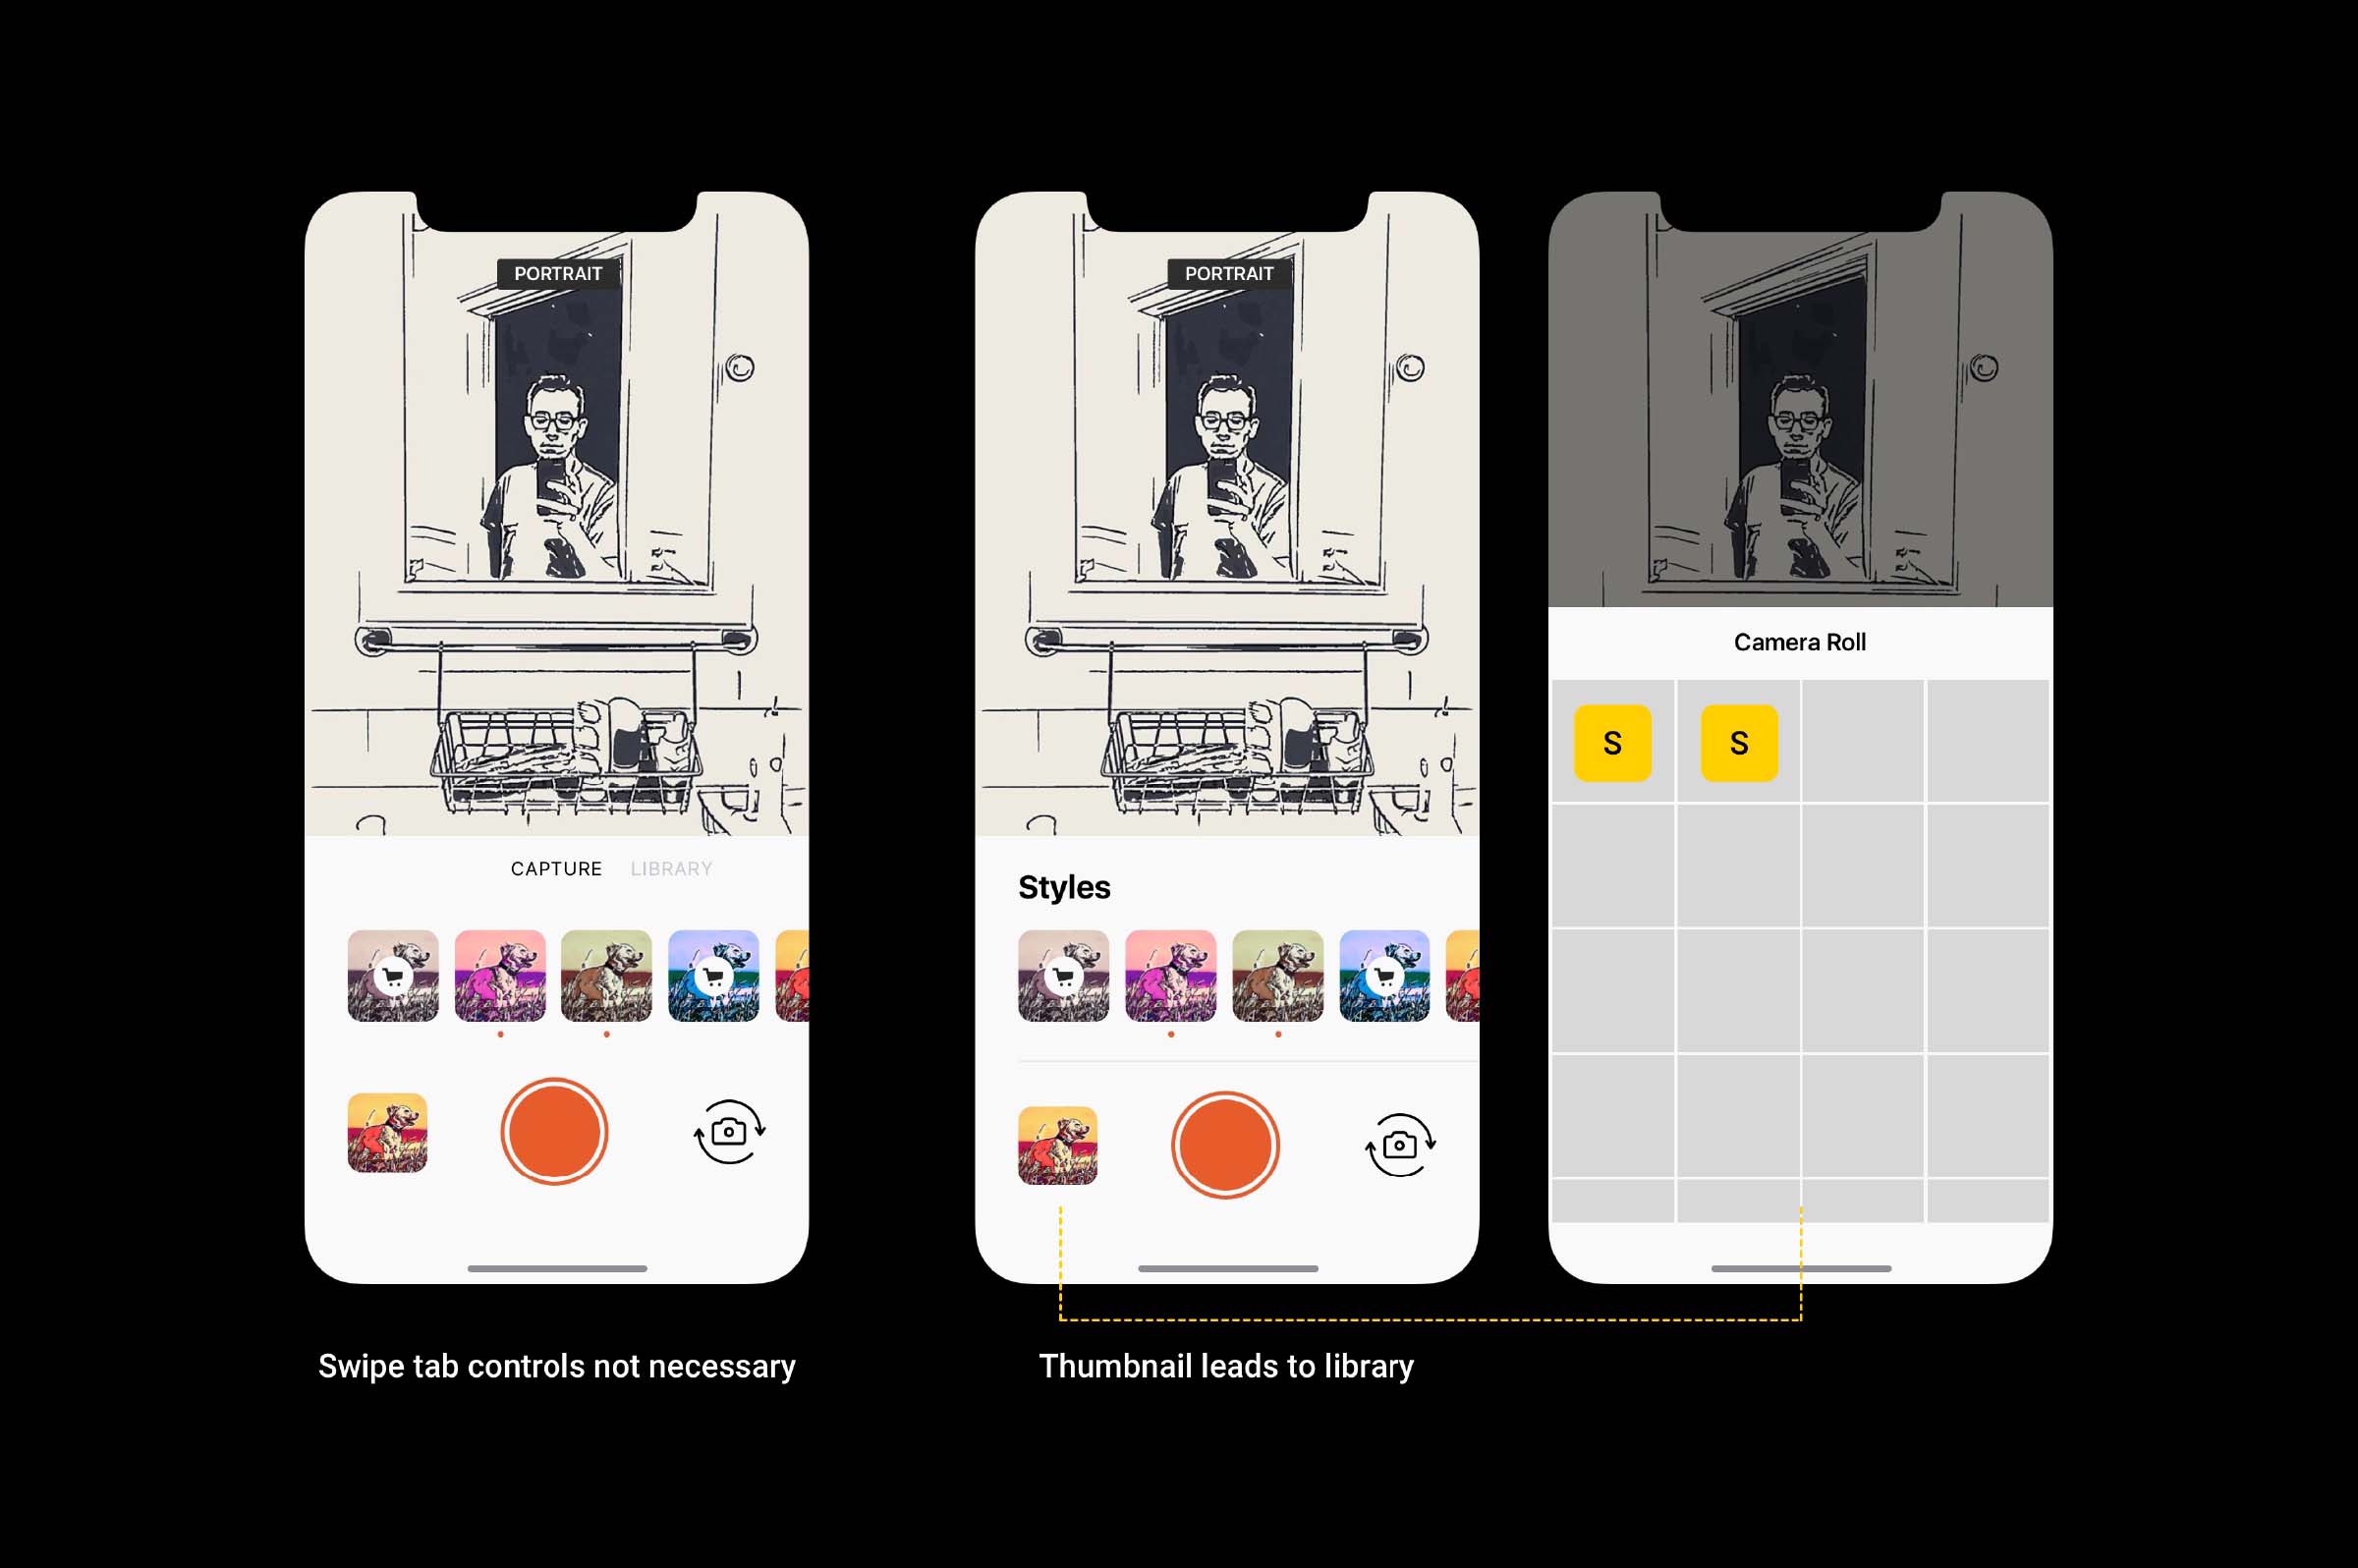 PORTRAIT
CAPTURE LIBRARY
Swipe tab controls not necessary
PORTRAIT
Styles
Thumbnail leads to library
Camera Roll
S S